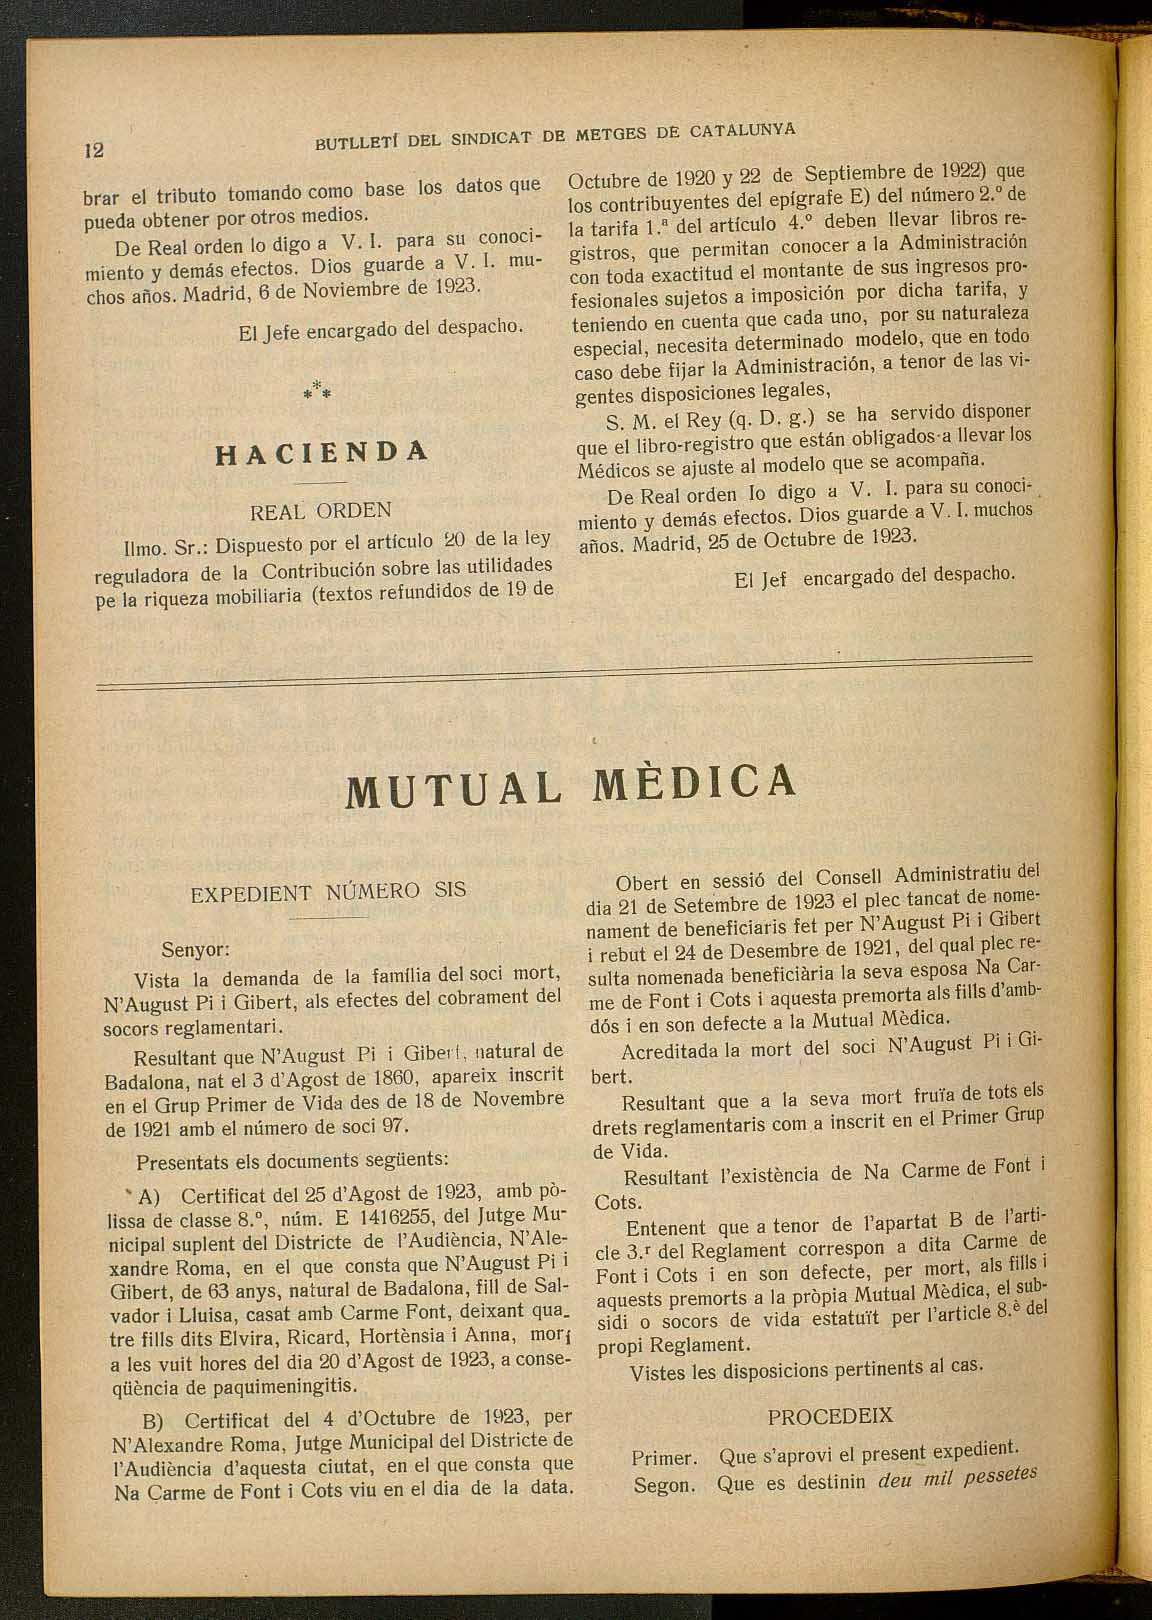 12
BUTLLETÍ DEL SINDICAT DE METGES DE CATALUNYA
brar el tributo tomando como base los datos que
pueda obtener por otros medios.
De Real orden lo digo a V. I. para su conoci-
miento y demás efectos. Dios guarde a V. I. mu-
chos años. Madrid, 6 de Noviembre de 1923.
El Jefe encargado del despacho.
***
HACIENDA
REAL ORDEN
Ilmo. Sr.: Dispuesto por el artículo 20 de la ley
reguladora de la Contribución sobre las utilidades
pe la riqueza mobiliaria (textos refundidos de 19 de
Octubre de 1920 y 22 de Septiembre de 1922) que
los contribuyentes del epígrafe E) del número 2.º de
la tarifa 1.ª del artículo 4.º deben llevar libros re-
gistros, que permitan conocer a la Administración
con toda exactitud el montante de sus ingresos pro-
fesionales sujetos a imposición por dicha tarifa, y
teniendo en cuenta que cada uno, por su naturaleza
especial, necesita determinado modelo, que en todo
caso debe fijar la Administración, a tenor de las vi-
gentes disposiciones legales,
S. M. el Rey (q. D. g.) se ha servido disponer
que el libro-registro que están obligados a llevar los
Médicos se ajuste al modelo que se acompaña.
De Real orden lo digo a V. I. para su conoci-
miento y demás efectos. Dios guarde a V. I. muchos
años. Madrid, 25 de Octubre de 1923.
El Jef encargado del despacho.
MUTUAL MÈDICA
EXPEDIENT NÚMERO SIS
Senyor:
Vista la demanda de la família del soci mort,
N'August Pi i Gibert, als efectes del cobrament del
socors reglamentari.
Resultant que N'August Pi i Gibert, natural de
Badalona, nat el 3 d'Agost de 1860, apareix inscrit
en el Grup Primer de Vida des de 18 de Novembre
de 1921 amb el número de soci 97.
Presentats els documents següents:
A) Certificat del 25 d'Agost de 1923, amb pò-
lissa de classe 8.º, núm. E 1416255, del Jutge Mu-
nicipal suplent del Districte de l'Audiència, N'Ale-
xandre Roma, en el que consta que N'August Pi i
Gibert, de 63 anys, natural de Badalona, fill de Sal-
vador i Lluisa, casat amb Carme Font, deixant qua-
tre fills dits Elvira, Ricard, Hortènsia i Anna, morí
a les vuit hores del dia 20 d'Agost de 1923, a conse-
qüència de paquimeningitis.
B) Certificat del 4 d'Octubre de 1923, per
N'Alexandre Roma, Jutge Municipal del Districte de
l'Audiència d'aquesta ciutat, en el que consta que
Na Carme de Font i Cots viu en el dia de la data.
Obert en sessió del Consell Administratiu del
dia 21 de Setembre de 1923 el plec tancat de nome-
nament de beneficiaris fet per N'August Pi i Gibert
i rebut el 24 de Desembre de 1921, del qual plec re-
sulta nomenada beneficiària la seva esposa Na Car-
me de Font i Cots i aquesta premorta als fills d'amb-
dós i en son defecte a la Mutual Mèdica.
Acreditada la mort del soci N'August Pi i Gi-
bert.
Resultant que a la seva mort fruïa de tots els
drets reglamentaris com a inscrit en el Primer Grup
de Vida.
Resultant l'existència de Na Carme de Font i
Cots.
Entenent que a tenor de l'apartat B de l'arti-
cle 3.r del Reglament correspon a dita Carme de
Font i Cots i en son defecte, per mort, als fills i
aquests premorts a la pròpia Mutual Mèdica, el sub-
sidi o socors de vida estatuït per l'article 8.è del
propi Reglament.
Vistes les disposicions pertinents al cas.
PROCEDEIX
Primer. Que s'aprovi el present expedient.
Segon. Que es destinin deu mil pessetes